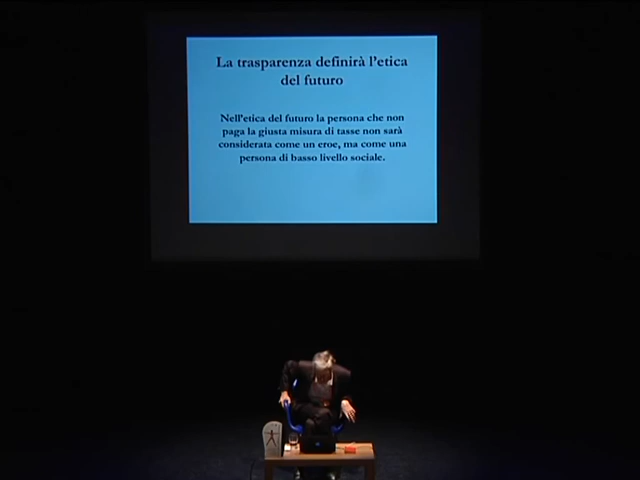 La trasparenza definirà l'etica
del futuro
Nell'etica del futuro la persona che non
paga la giusta misura di tasse non sarà
considerata come un eroe, ma come una
persona di basso livello sociale.